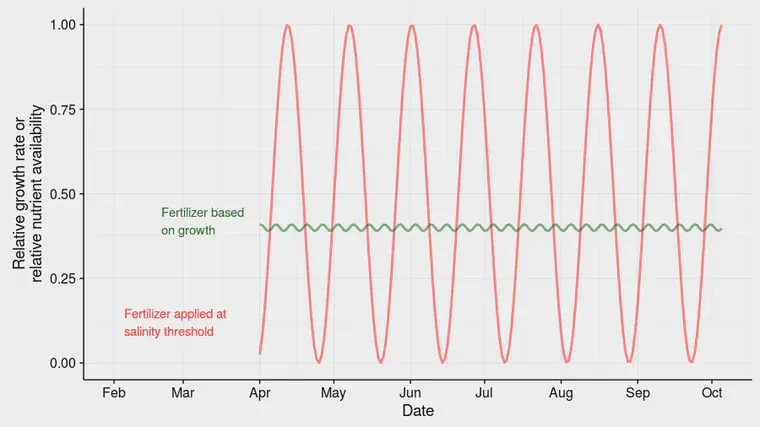 Relative growth rate or
relative nutrient availability
1.00
0.75
0.50
0.25
0.00
Fertilizer based
on growth
Fertilizer applied at
salinity threshold
Feb Mar Apr May Jun Jul Aug Sep Oct
Date